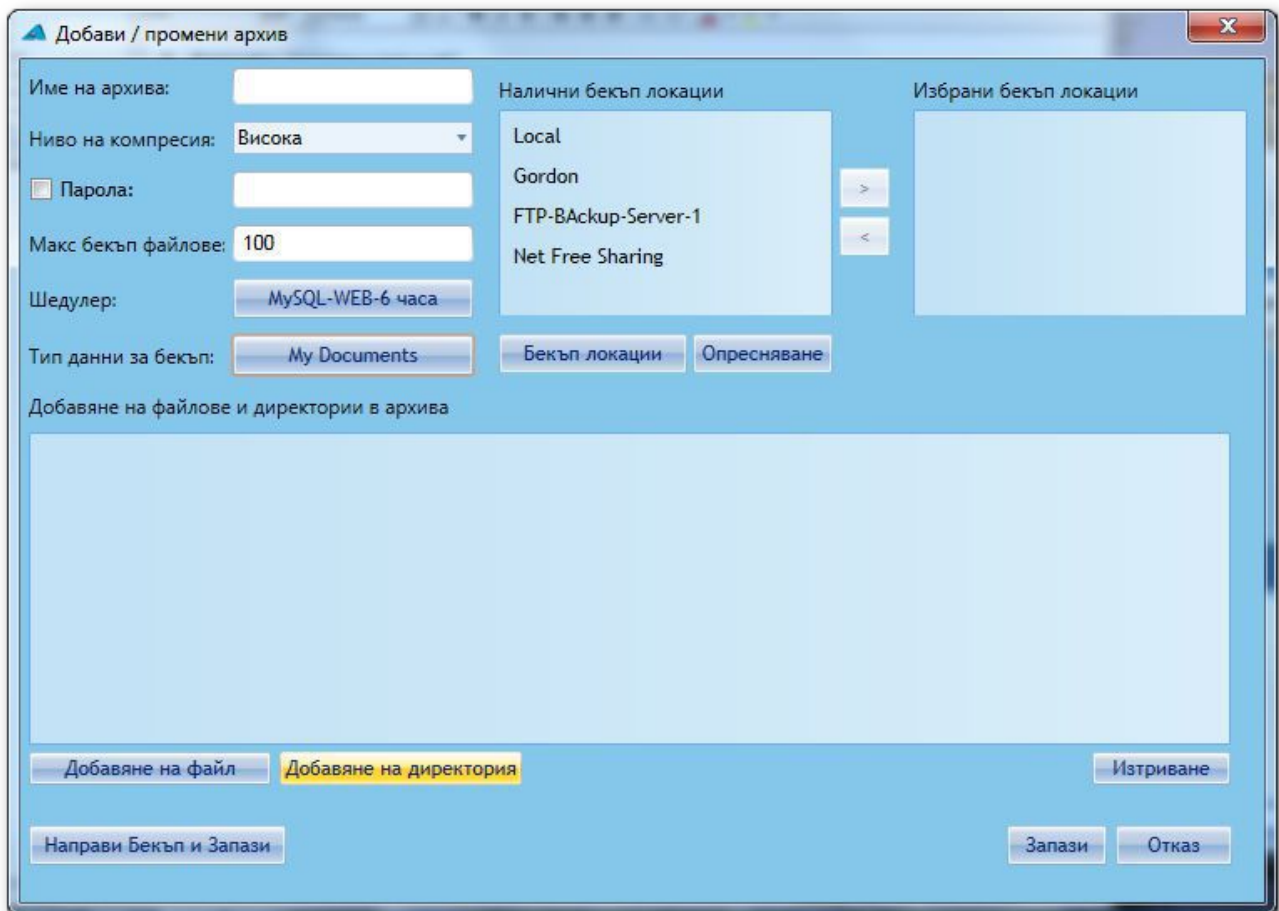 Добави / промени архив
Име на архива:
Ниво на компресия: Висока
Парола:
Макс бекъп файлове: 100
Шедулер: MySQL-WEB-6 часа
Тип данни за бекъп: My Documents
Налични бекъп локации
Local
Gordon
FTP-BAckup-Server-1
Net Free Sharing
> 
<
Бекъп локации Опресняване
Избрани бекъп локации
Добавяне на файлове и директории в архива
Добавяне на файл Добавяне на директория Изтриване
Направи Бекъп и Запази Запази Отказ